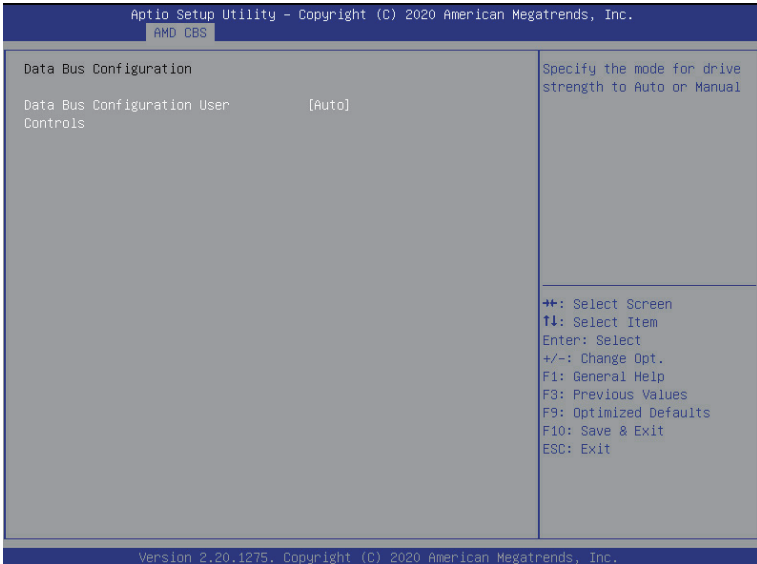 Aptio Setup Utility – Copyright (C) 2020 American Megatrends, Inc.
AMD CBS
Data Bus Configuration
Data Bus Configuration User [Auto]
Controls
Specify the mode for drive
strength to Auto or Manual
→←: Select Screen
↑↓: Select Item
Enter: Select
+/-: Change Opt.
F1: General Help
F3: Previous Values
F9: Optimized Defaults
F10: Save & Exit
ESC: Exit
Version 2.20.1275. Copyright (C) 2020 American Megatrends, Inc.